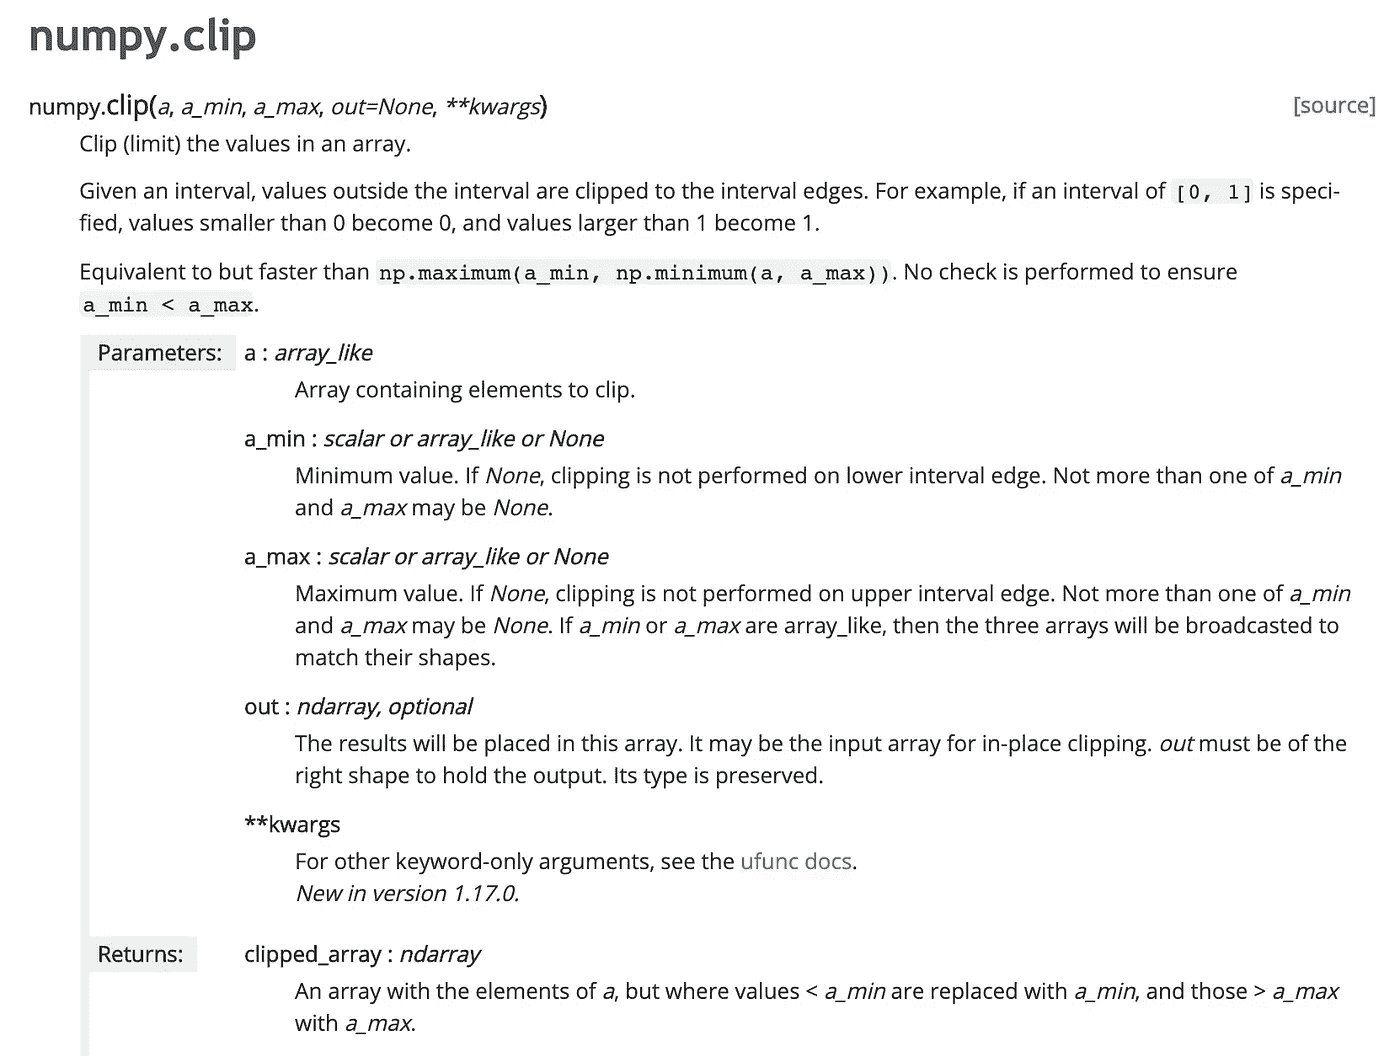 numpy.clip
numpy.clip(a, a_min, a_max, out=None, **kwargs) [source]
Clip (limit) the values in an array.
Given an interval, values outside the interval are clipped to the interval edges. For example, if an interval of [0, 1] is speci-
fied, values smaller than 0 become 0, and values larger than 1 become 1.
Equivalent to but faster than np.maximum(a_min, np.minimum(a, a_max)). No check is performed to ensure
a_min < a_max.
Parameters: a : array_like
Array containing elements to clip.
a_min : scalar or array_like or None
Minimum value. If None, clipping is not performed on lower interval edge. Not more than one of a_min
and a_max may be None.
a_max : scalar or array_like or None
Maximum value. If None, clipping is not performed on upper interval edge. Not more than one of a_min
and a_max may be None. If a_min or a_max are array_like, then the three arrays will be broadcasted to
match their shapes.
out : ndarray, optional
The results will be placed in this array. It may be the input array for in-place clipping. out must be of the
right shape to hold the output. Its type is preserved.
**kwargs
For other keyword-only arguments, see the ufunc docs.
New in version 1.17.0.
Returns: clipped_array : ndarray
An array with the elements of a, but where values < a_min are replaced with a_min, and those > a_max
with a_max.